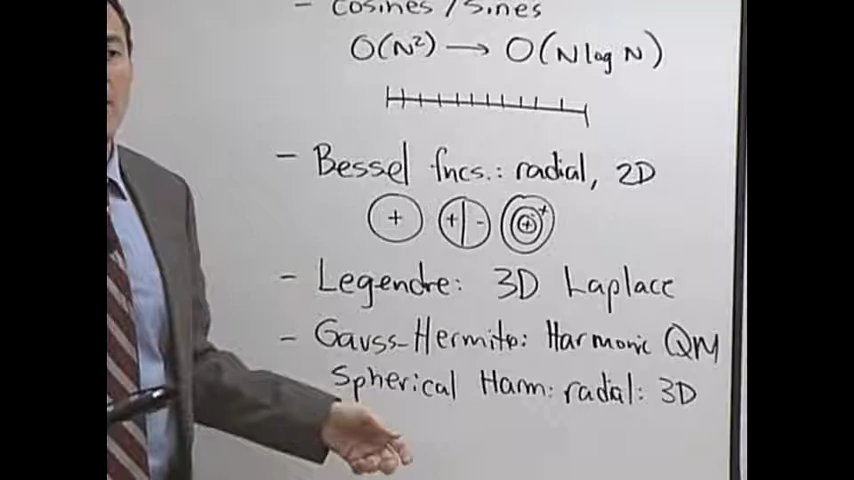 - Cosines / Sines
O(N²) → O(N log N)
- Bessel fncs.: radial, 2D
+ + - + +
- Legendre: 3D Laplace
- Gauss-Hermite: Harmonic QM
Spherical Harm: radial: 3D